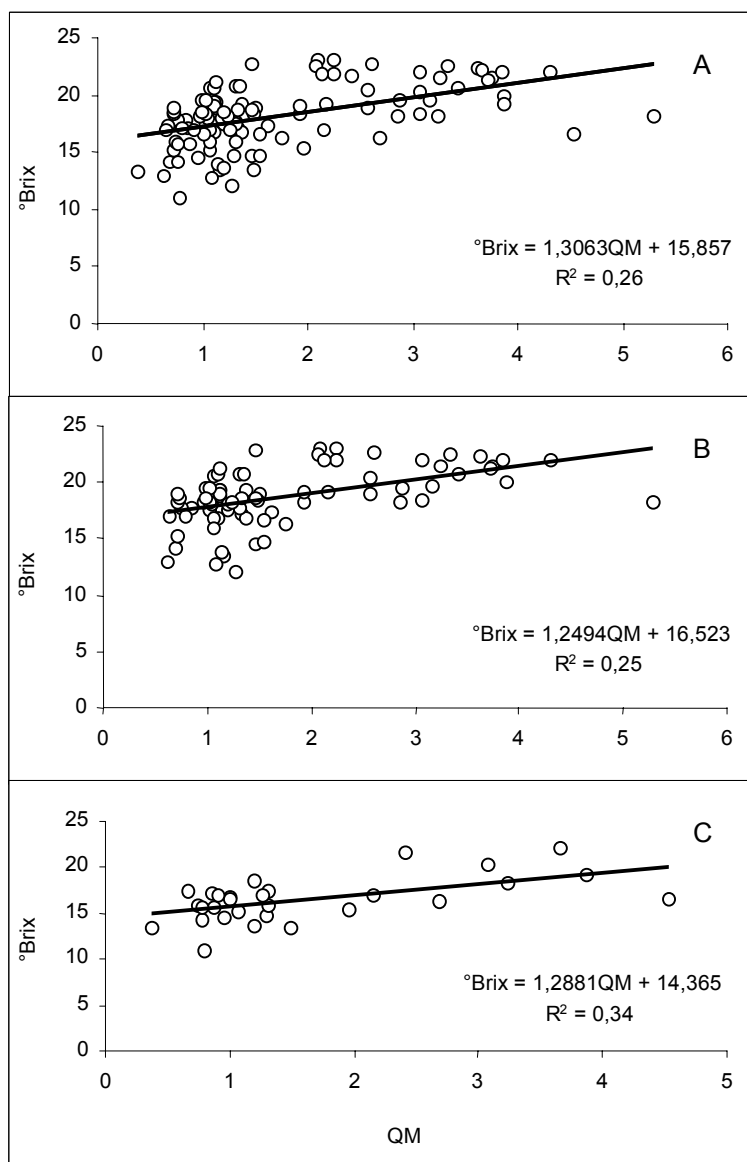 A
25
20
15
10
5
0
°Brix
°Brix = 1,3063QM + 15,857
R² = 0,26
0 1 2 3 4 5 6
B
25
20
15
10
5
0
°Brix
°Brix = 1,2494QM + 16,523
R² = 0,25
0 1 2 3 4 5 6
C
25
20
15
10
5
0
°Brix
°Brix = 1,2881QM + 14,365
R² = 0,34
0 1 2 3 4 5
QM